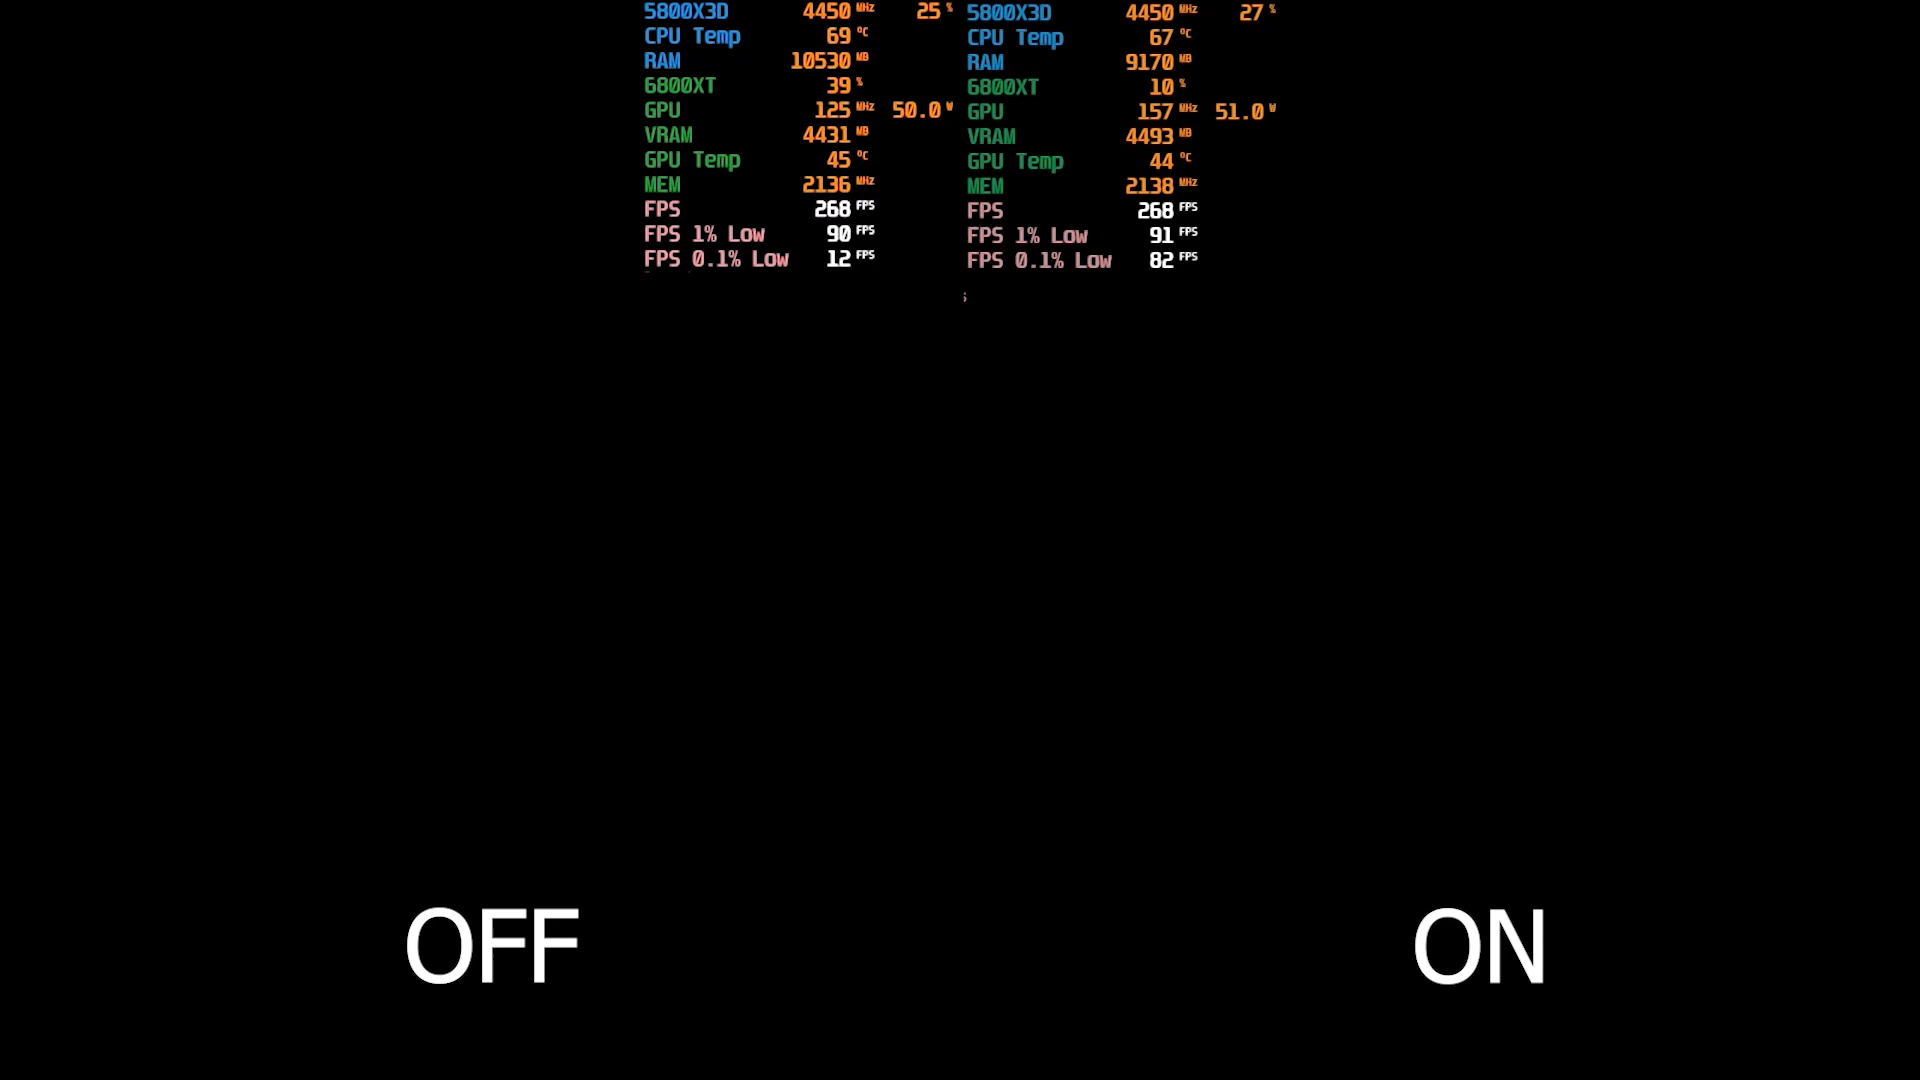 5800X3D 4450 MHz 25 %
CPU Temp 69 °C
RAM 10530 MB
6800XT 39 %
GPU 125 MHz 50.0 W
VRAM 4431 MB
GPU Temp 45 °C
MEM 2136 MHz
FPS 268 FPS
FPS 1% Low 90 FPS
FPS 0.1% Low 12 FPS
5800X3D 4450 MHz 27 %
CPU Temp 67 °C
RAM 9170 MB
6800XT 10 %
GPU 157 MHz 51.0 W
VRAM 4493 MB
GPU Temp 44 °C
MEM 2138 MHz
FPS 268 FPS
FPS 1% Low 91 FPS
FPS 0.1% Low 82 FPS
OFF
ON